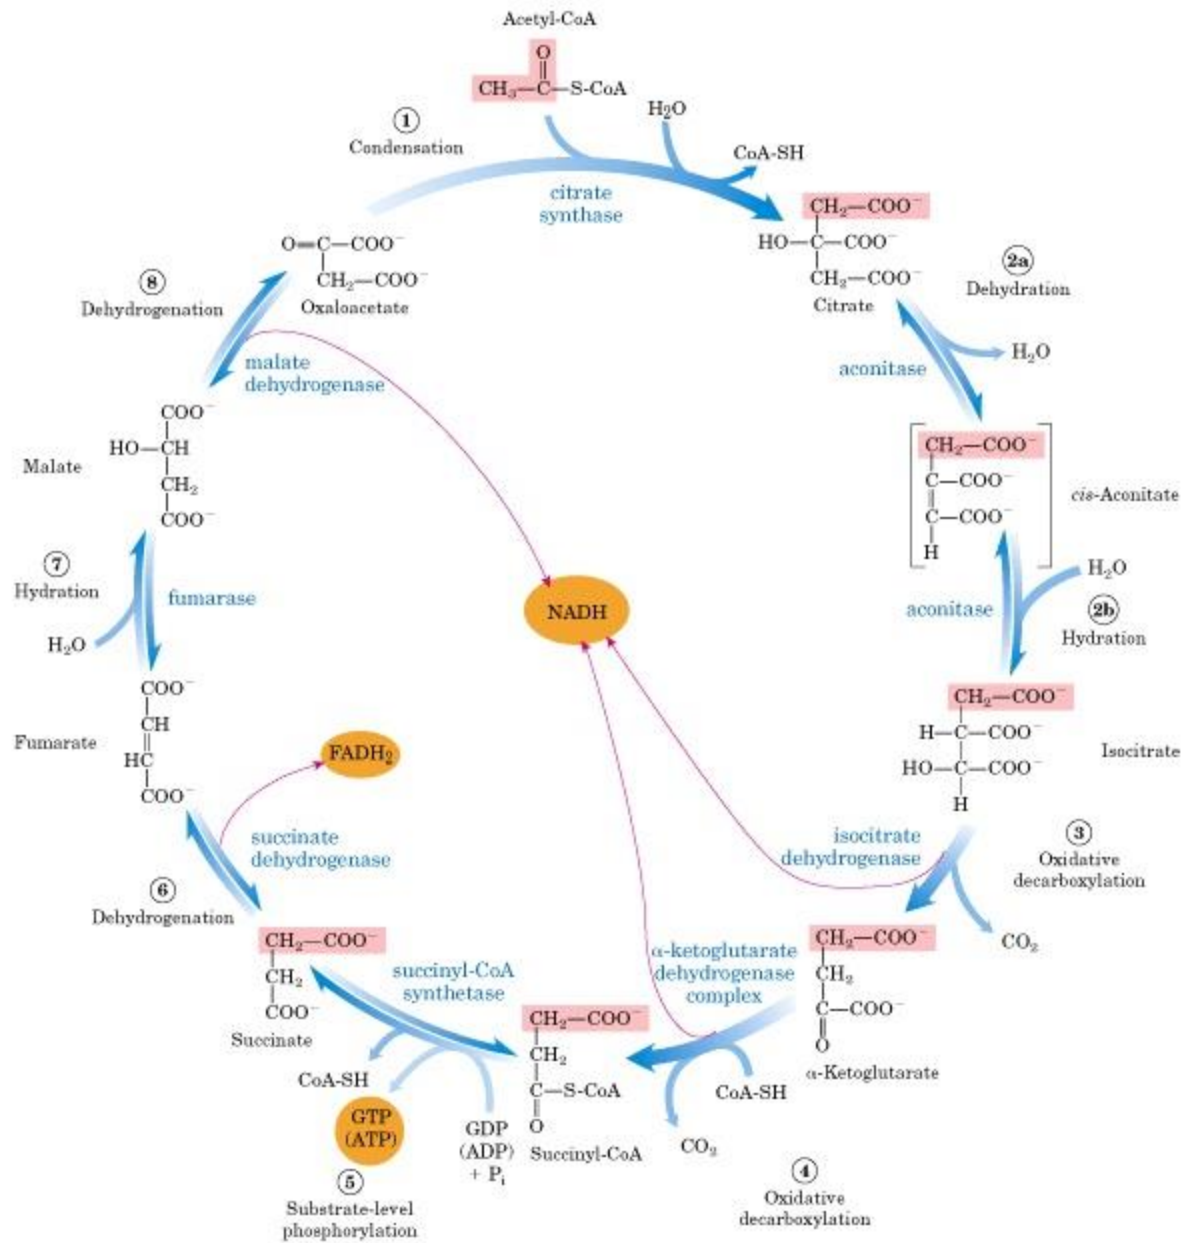 Acetyl-CoA
O
CH₃—C—S-CoA
H₂O
1
Condensation
CoA-SH
citrate
synthase
CH₂—COO⁻
HO—C—COO⁻
CH₂—COO⁻
Citrate
O=C—COO⁻
CH₂—COO⁻
Oxaloacetate
2a
Dehydration
H₂O
aconitase
8
Dehydrogenation
malate
dehydrogenase
COO⁻
HO—CH
CH₂
COO⁻
Malate
CH₂—COO⁻
C—COO⁻
C—COO⁻
H
cis-Aconitate
7
Hydration
fumarase
H₂O
NADH
H₂O
aconitase
2b
Hydration
COO⁻
CH
HC
COO⁻
Fumarate
CH₂—COO⁻
H—C—COO⁻
HO—C—COO⁻
H
Isocitrate
FADH₂
succinate
dehydrogenase
isocitrate
dehydrogenase
3
Oxidative
decarboxylation
CO₂
6
Dehydrogenation
CH₂—COO⁻
CH₂
COO⁻
Succinate
succinyl-CoA
synthetase
α-ketoglutarate
dehydrogenase
complex
CH₂—COO⁻
CH₂
C—COO⁻
O
α-Ketoglutarate
CH₂—COO⁻
CH₂
C—S-CoA
O
Succinyl-CoA
CoA-SH
CoA-SH
GTP
(ATP)
GDP
(ADP)
+ Pᵢ
CO₂
5
Substrate-level
phosphorylation
4
Oxidative
decarboxylation